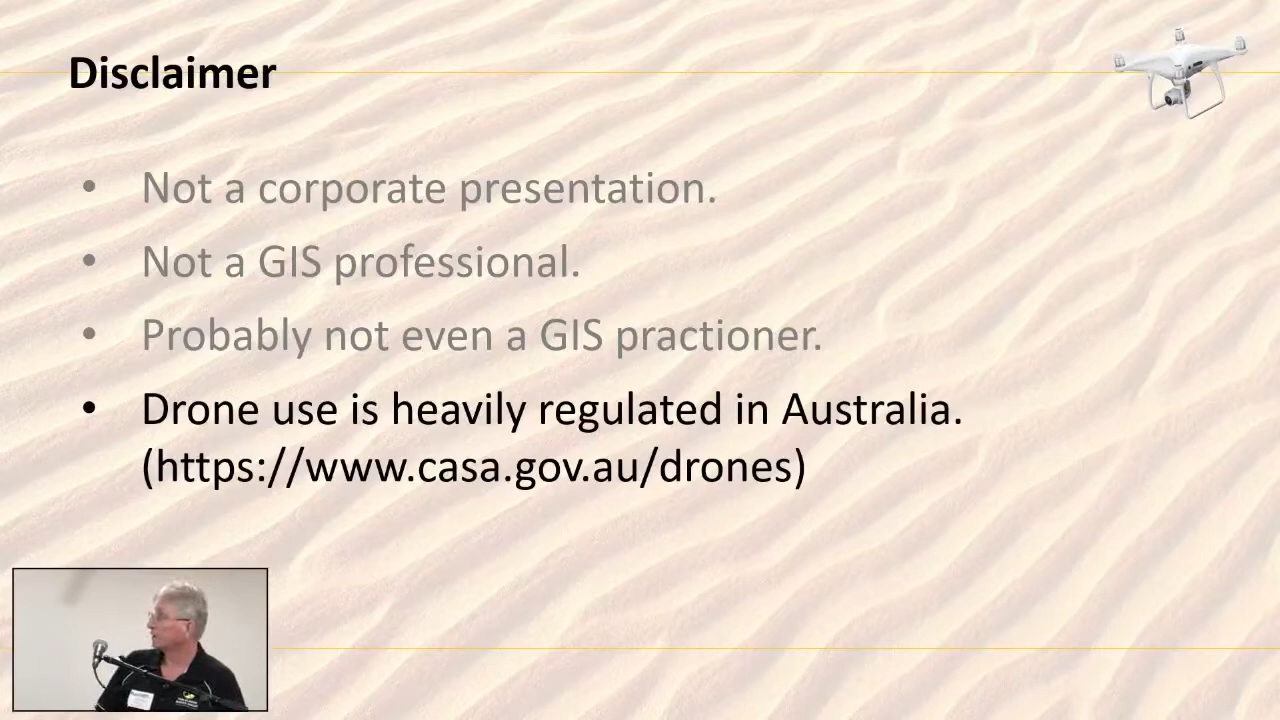 Disclaimer
• Not a corporate presentation.
• Not a GIS professional.
• Probably not even a GIS practioner.
• Drone use is heavily regulated in Australia.
(https://www.casa.gov.au/drones)